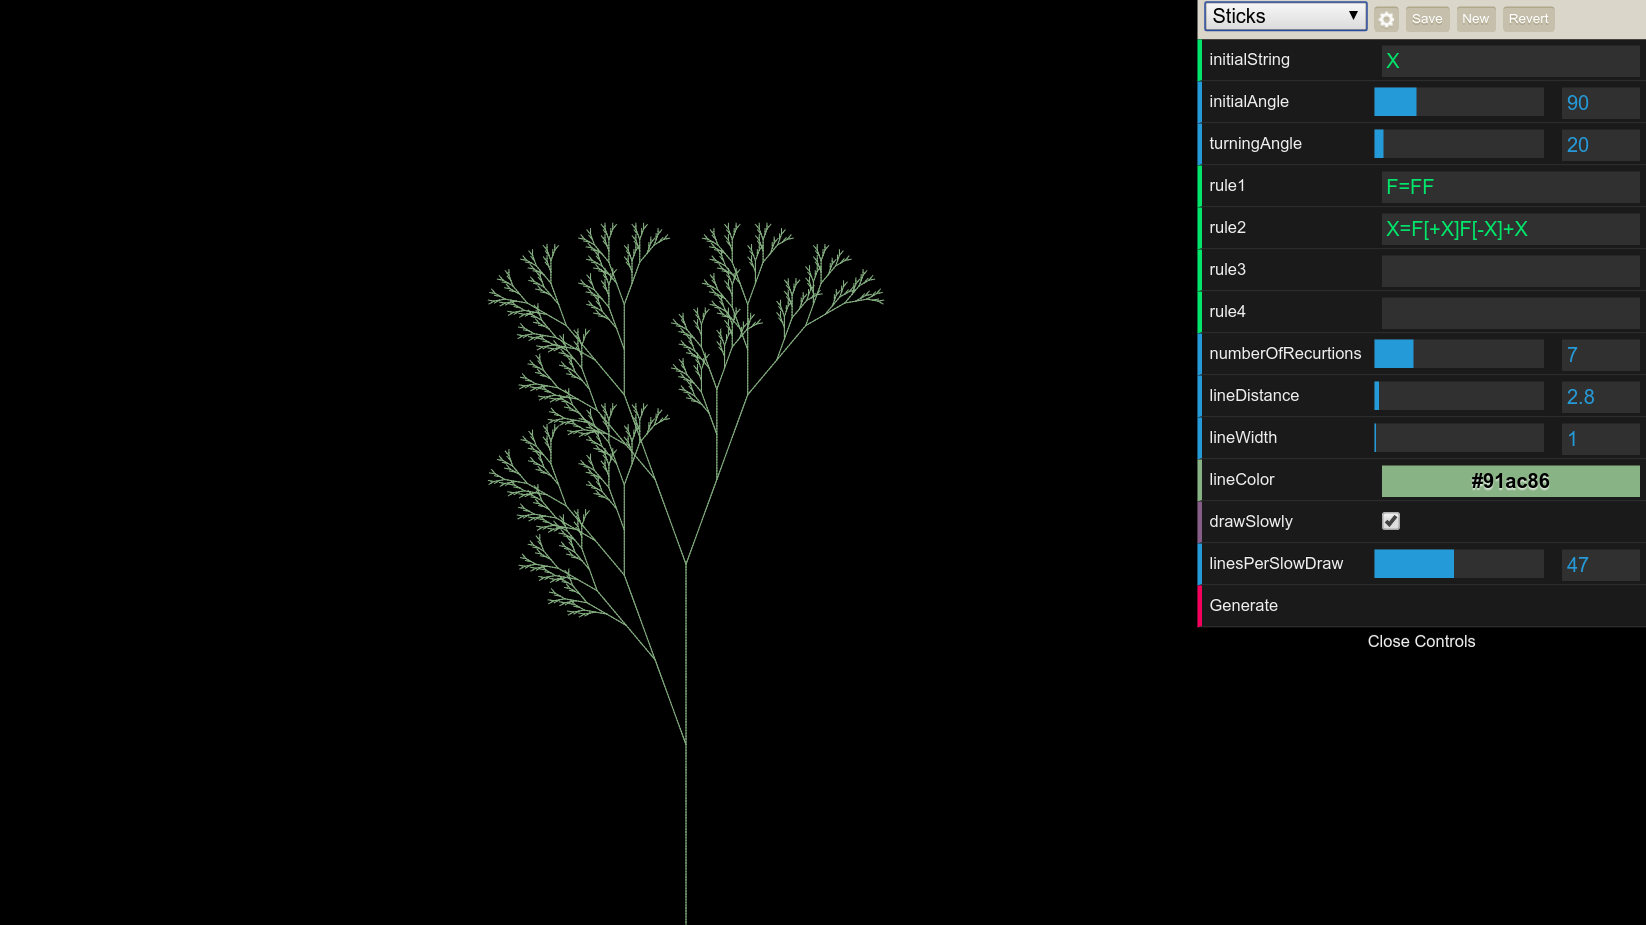 Sticks Save New Revert
initialString X
initialAngle 90
turningAngle 20
rule1 F=FF
rule2 X=F[+X]F[-X]+X
rule3
rule4
numberOfRecurtions 7
lineDistance 2.8
lineWidth 1
lineColor #91ac86
drawSlowly
linesPerSlowDraw 47
Generate
Close Controls